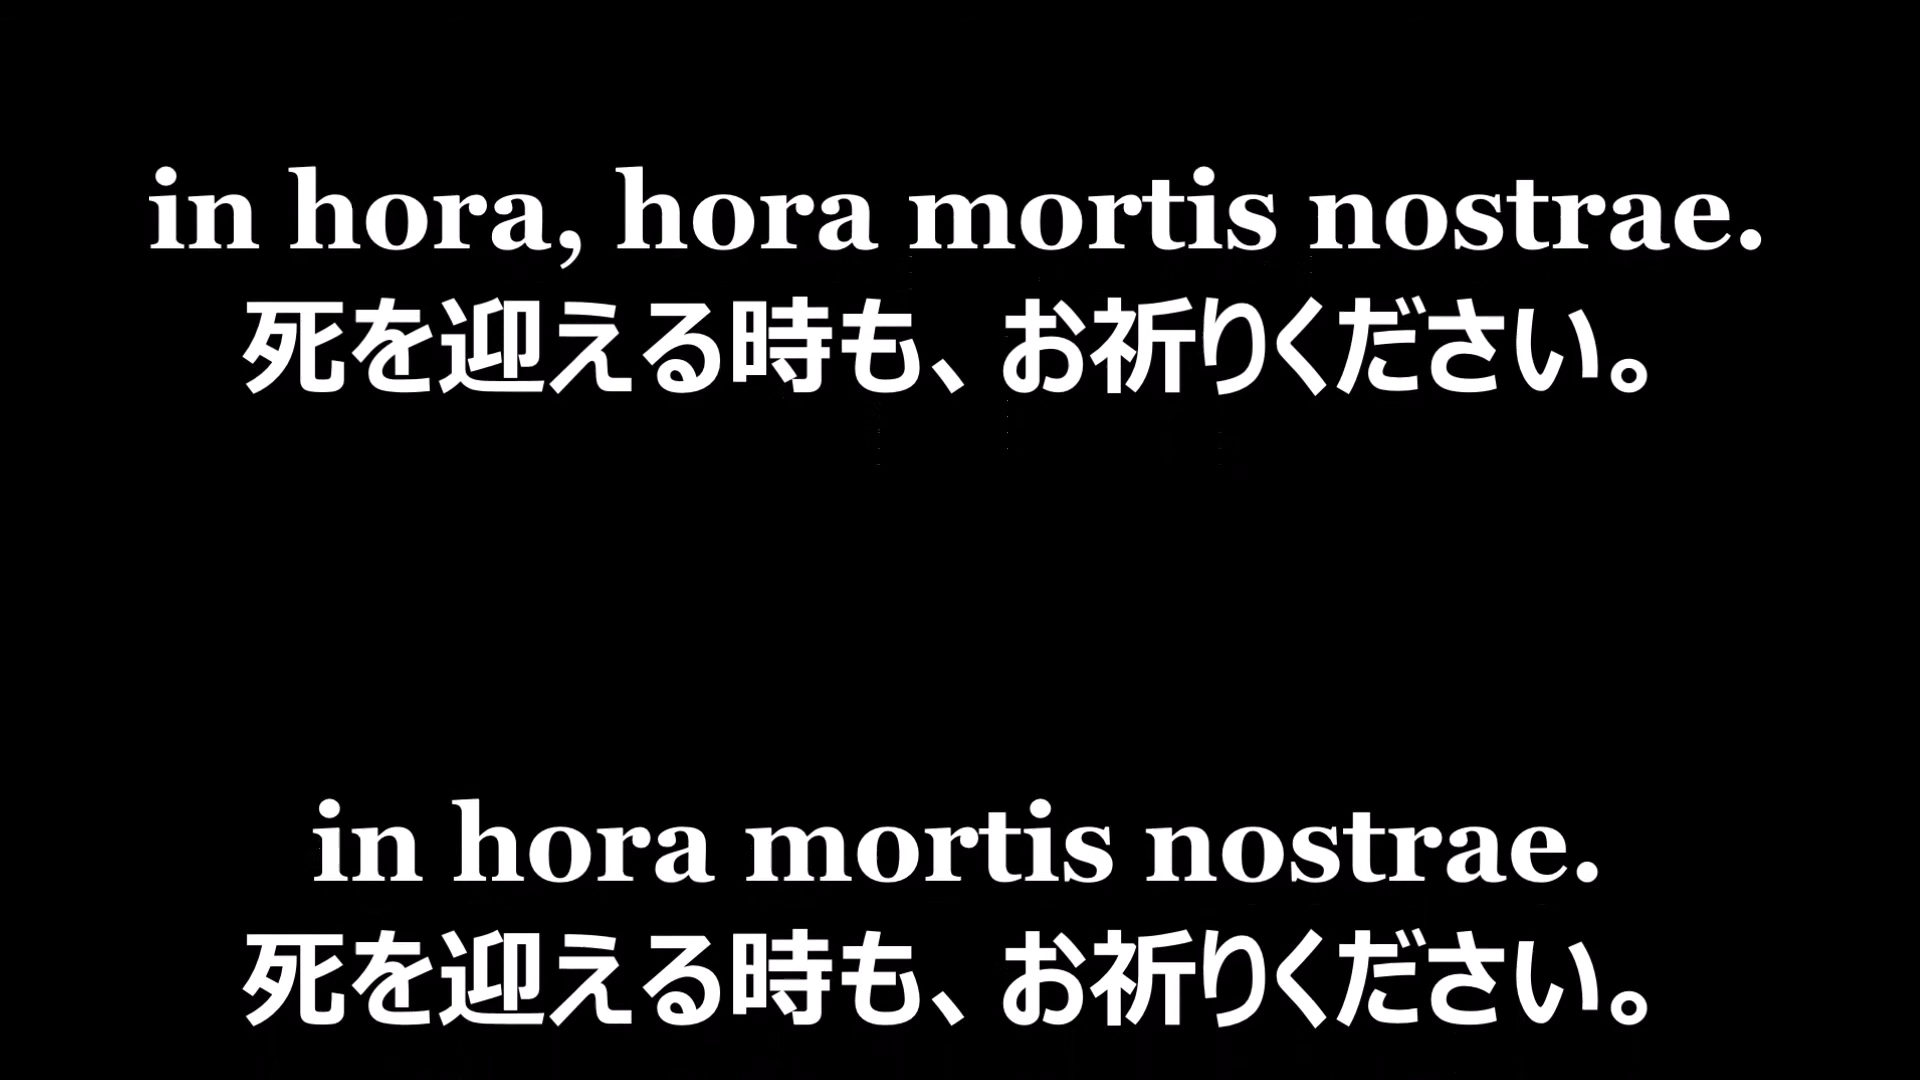 in hora, hora mortis nostrae.
死を迎える時も、お祈りください。
in hora mortis nostrae.
死を迎える時も、お祈りください。